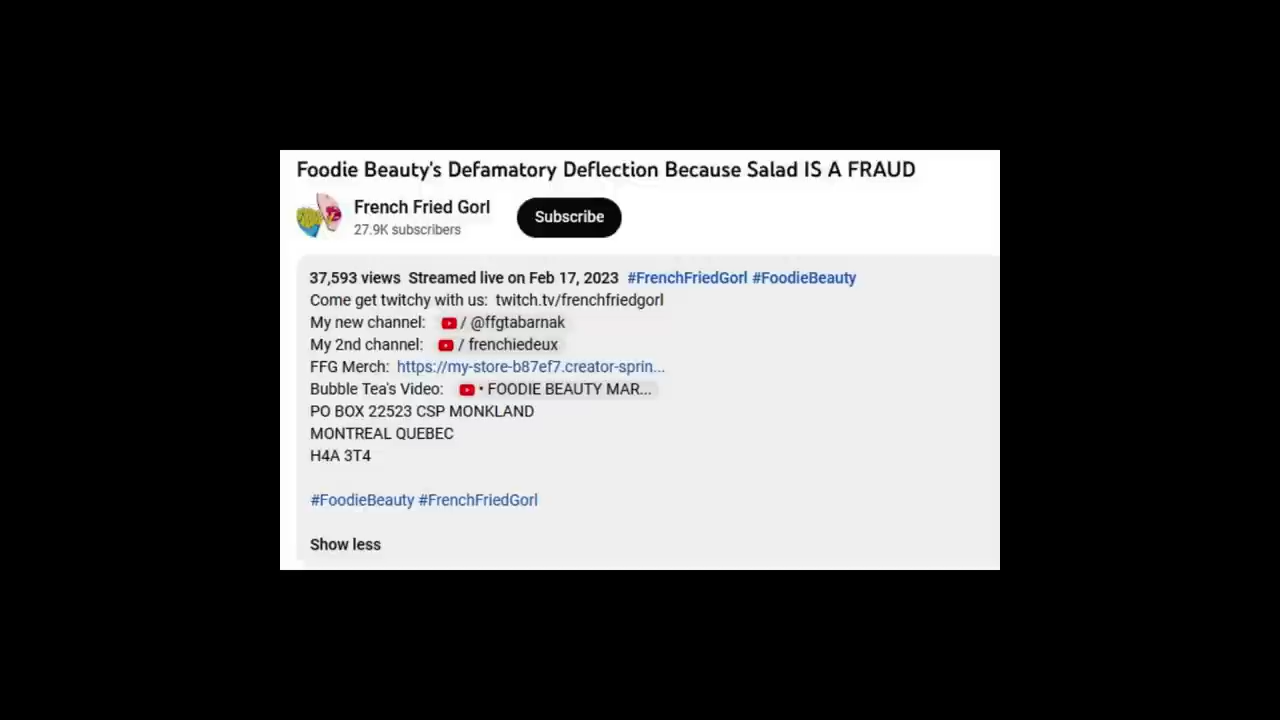 Foodie Beauty's Defamatory Deflection Because Salad IS A FRAUD
French Fried Gorl
27.9K subscribers
Subscribe
37,593 views Streamed live on Feb 17, 2023 #FrenchFriedGorl #FoodieBeauty
Come get twitchy with us: twitch.tv/frenchfriedgorl
My new channel: / @ffgtabarnak
My 2nd channel: / frenchiedeux
FFG Merch: https://my-store-b87ef7.creator-sprin...
Bubble Tea's Video: • FOODIE BEAUTY MAR...
PO BOX 22523 CSP MONKLAND
MONTREAL QUEBEC
H4A 3T4
#FoodieBeauty #FrenchFriedGorl
Show less